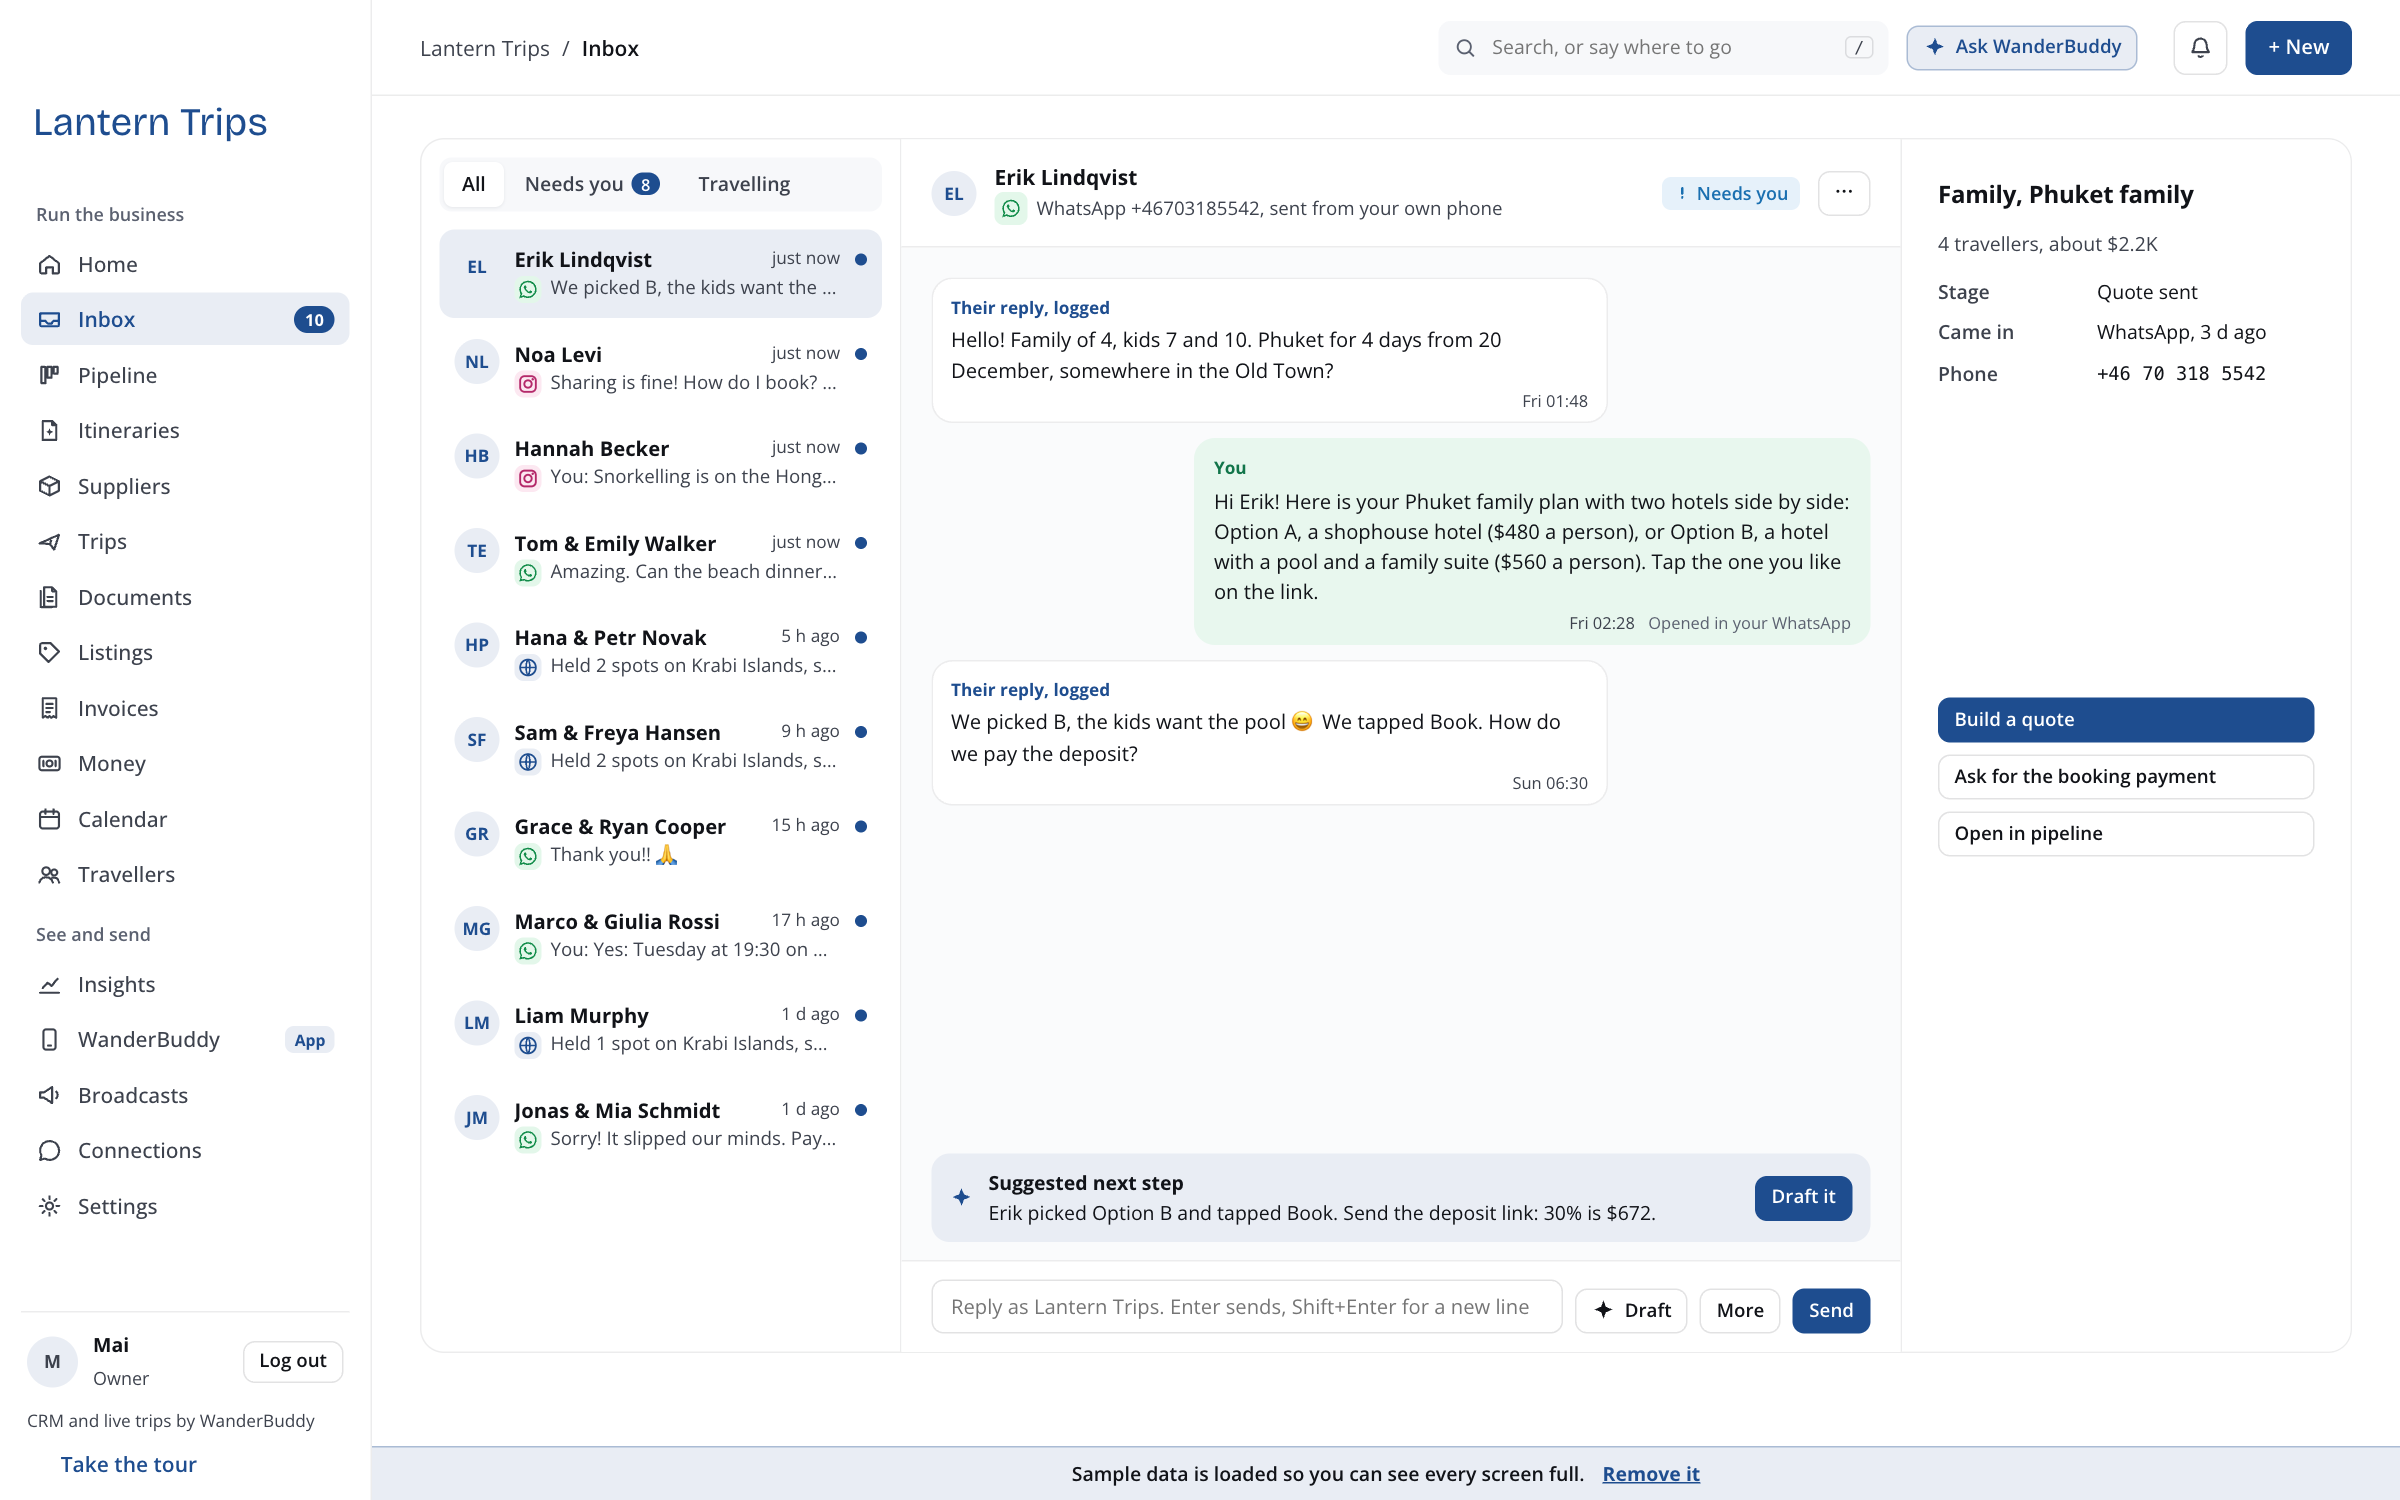 Lantern Trips
Run the business
Home
Inbox 10
Pipeline
Itineraries
Suppliers
Trips
Documents
Listings
Invoices
Money
Calendar
Travellers
See and send
Insights
WanderBuddy App
Broadcasts
Connections
Settings
M
Mai
Owner
Log out
CRM and live trips by WanderBuddy
Take the tour
Lantern Trips / Inbox
Search, or say where to go /
Ask WanderBuddy
+ New
All
Needs you 8
Travelling
EL
Erik Lindqvist just now
We picked B, the kids want the ...
NL
Noa Levi just now
Sharing is fine! How do I book? ...
HB
Hannah Becker just now
You: Snorkelling is on the Hong...
TE
Tom & Emily Walker just now
Amazing. Can the beach dinner...
HP
Hana & Petr Novak 5 h ago
Held 2 spots on Krabi Islands, s...
SF
Sam & Freya Hansen 9 h ago
Held 2 spots on Krabi Islands, s...
GR
Grace & Ryan Cooper 15 h ago
Thank you!! 🙏
MG
Marco & Giulia Rossi 17 h ago
You: Yes: Tuesday at 19:30 on ...
LM
Liam Murphy 1 d ago
Held 1 spot on Krabi Islands, s...
JM
Jonas & Mia Schmidt 1 d ago
Sorry! It slipped our minds. Pay...
EL
Erik Lindqvist
WhatsApp +46703185542, sent from your own phone
! Needs you
...
Their reply, logged
Hello! Family of 4, kids 7 and 10. Phuket for 4 days from 20
December, somewhere in the Old Town?
Fri 01:48
You
Hi Erik! Here is your Phuket family plan with two hotels side by side:
Option A, a shophouse hotel ($480 a person), or Option B, a hotel
with a pool and a family suite ($560 a person). Tap the one you like
on the link.
Fri 02:28 Opened in your WhatsApp
Their reply, logged
We picked B, the kids want the pool 😄 We tapped Book. How do
we pay the deposit?
Sun 06:30
Suggested next step
Erik picked Option B and tapped Book. Send the deposit link: 30% is $672.
Draft it
Reply as Lantern Trips. Enter sends, Shift+Enter for a new line
Draft
More
Send
Family, Phuket family
4 travellers, about $2.2K
Stage Quote sent
Came in WhatsApp, 3 d ago
Phone +46 70 318 5542
Build a quote
Ask for the booking payment
Open in pipeline
Sample data is loaded so you can see every screen full. Remove it